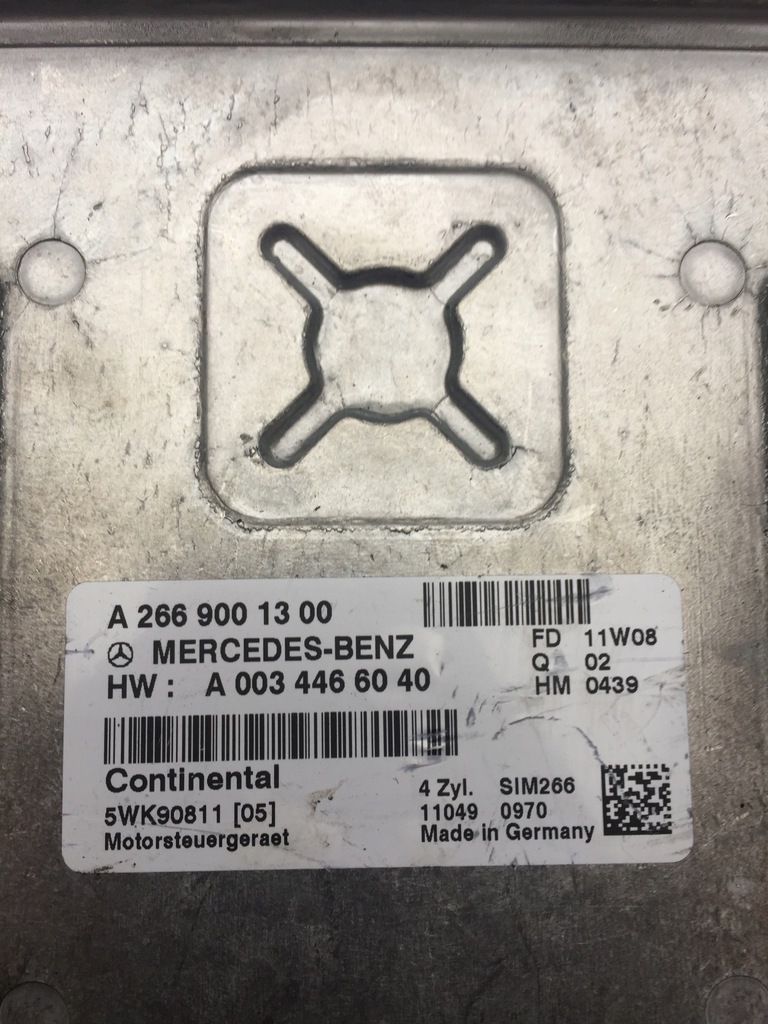 A 266 900 13 00
MERCEDES-BENZ
HW : A 003 446 60 40
FD 11W08
Q 02
HM 0439
Continental
5WK90811 [05]
Motorsteuergeraet
4 Zyl. SIM266
11049 0970
Made in Germany